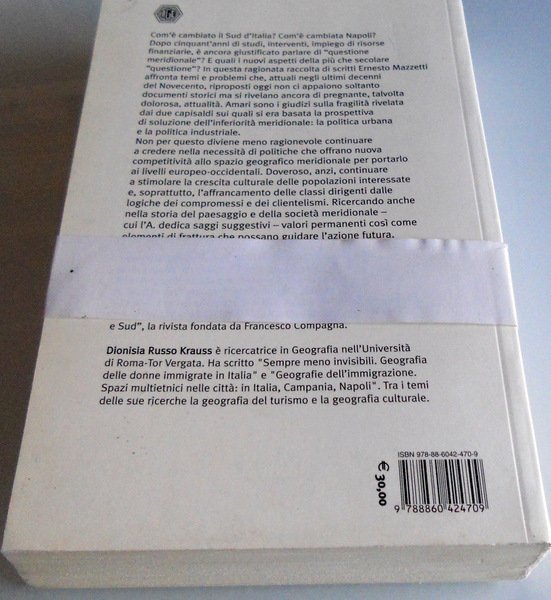 Com'è cambiato il Sud d'Italia? Com'è cambiata Napoli?
Dopo cinquant'anni di studi, interventi, impiego di risorse
finanziarie, è ancora giustificato parlare di "questione
meridionale"? E quali i nuovi aspetti della più che secolare
"questione"? In questa ragionata raccolta di scritti Ernesto Mazzetti
affronta temi e problemi che, attuali negli ultimi decenni
del Novecento, riproposti oggi non ci appaiono soltanto
documenti storici ma si rivelano ancora di pregnante, talvolta
dolorosa, attualità. Amari sono i giudizi sulla fragilità rivelata
dai due capisaldi sui quali si era basata la prospettiva
di soluzione dell'inferiorità meridionale: la politica urbana
e la politica industriale.
Non per questo diviene meno ragionevole continuare
a credere nella necessità di politiche che offrano nuova
competitività allo spazio geografico meridionale per portarlo
ai livelli europeo-occidentali. Doveroso, anzi, continuare
a stimolare la crescita culturale delle popolazioni interessate
e, soprattutto, l'affrancamento delle classi dirigenti dalle
logiche dei compromessi e dei clientelismi. Ricercando anche
nella storia del paesaggio e della società meridionale –
cui l'A. dedica saggi suggestivi – valori permanenti così come
elementi di frattura che possano guidare l'azione futura.
e Sud", la rivista fondata da Francesco Compagna.
Dionisia Russo Krauss è ricercatrice in Geografia nell'Università
di Roma-Tor Vergata. Ha scritto "Sempre meno invisibili. Geografia
delle donne immigrate in Italia" e "Geografie dell'immigrazione.
Spazi multietnici nelle città: in Italia, Campania, Napoli". Tra i temi
delle sue ricerche la geografia del turismo e la geografia culturale.
ISBN 978-88-6042-470-9
€ 30,00
9 788860 424709